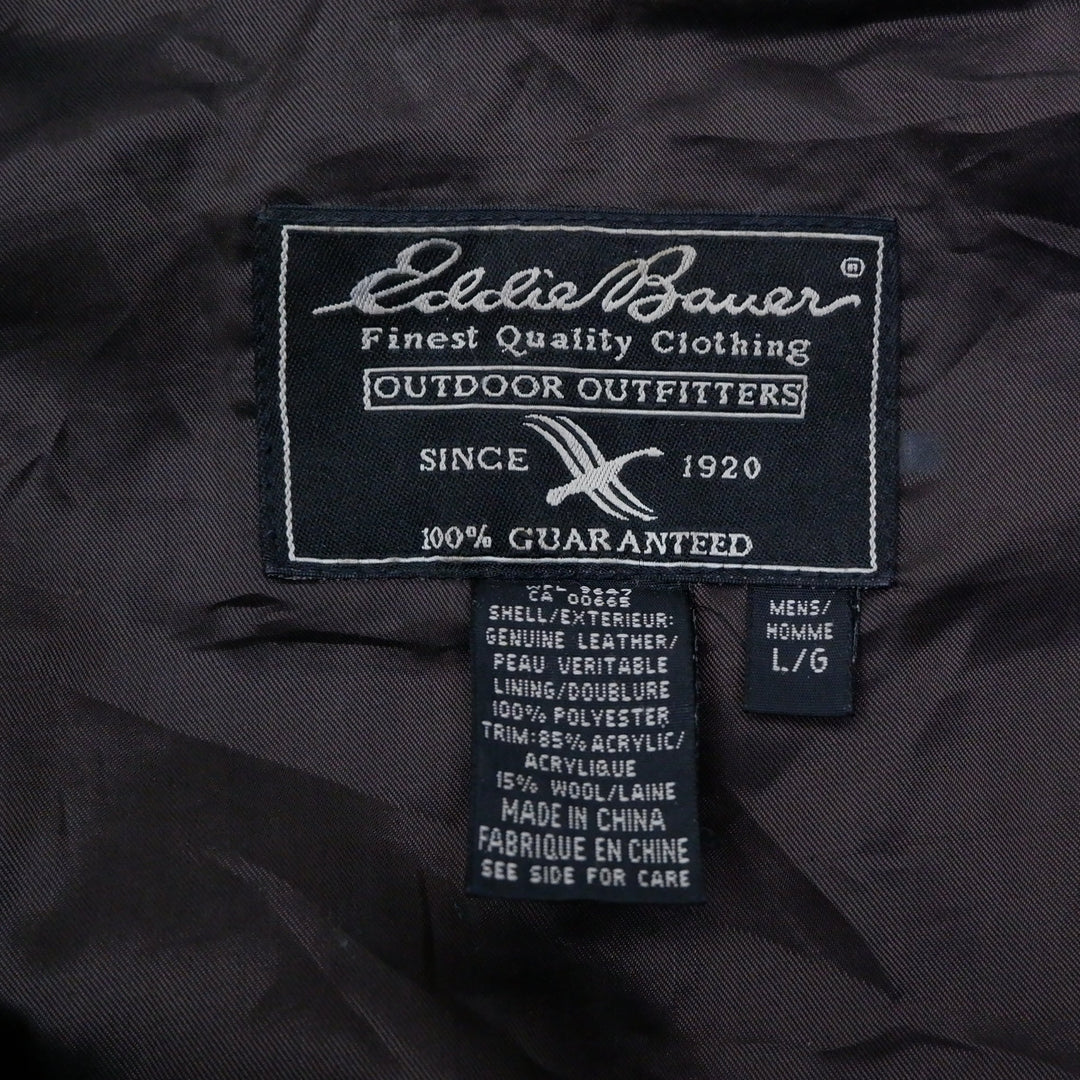 Eddie Bauer ®
Finest Quality Clothing
OUTDOOR OUTFITTERS
SINCE 1920
100% GUARANTEED
CA 00665
SHELL/EXTERIEUR:
GENUINE LEATHER/
PEAU VERITABLE
LINING/DOUBLURE
100% POLYESTER
TRIM:85% ACRYLIC/
ACRYLIQUE
15% WOOL/LAINE
MADE IN CHINA
FABRIQUE EN CHINE
SEE SIDE FOR CARE
MENS/
HOMME
L/G